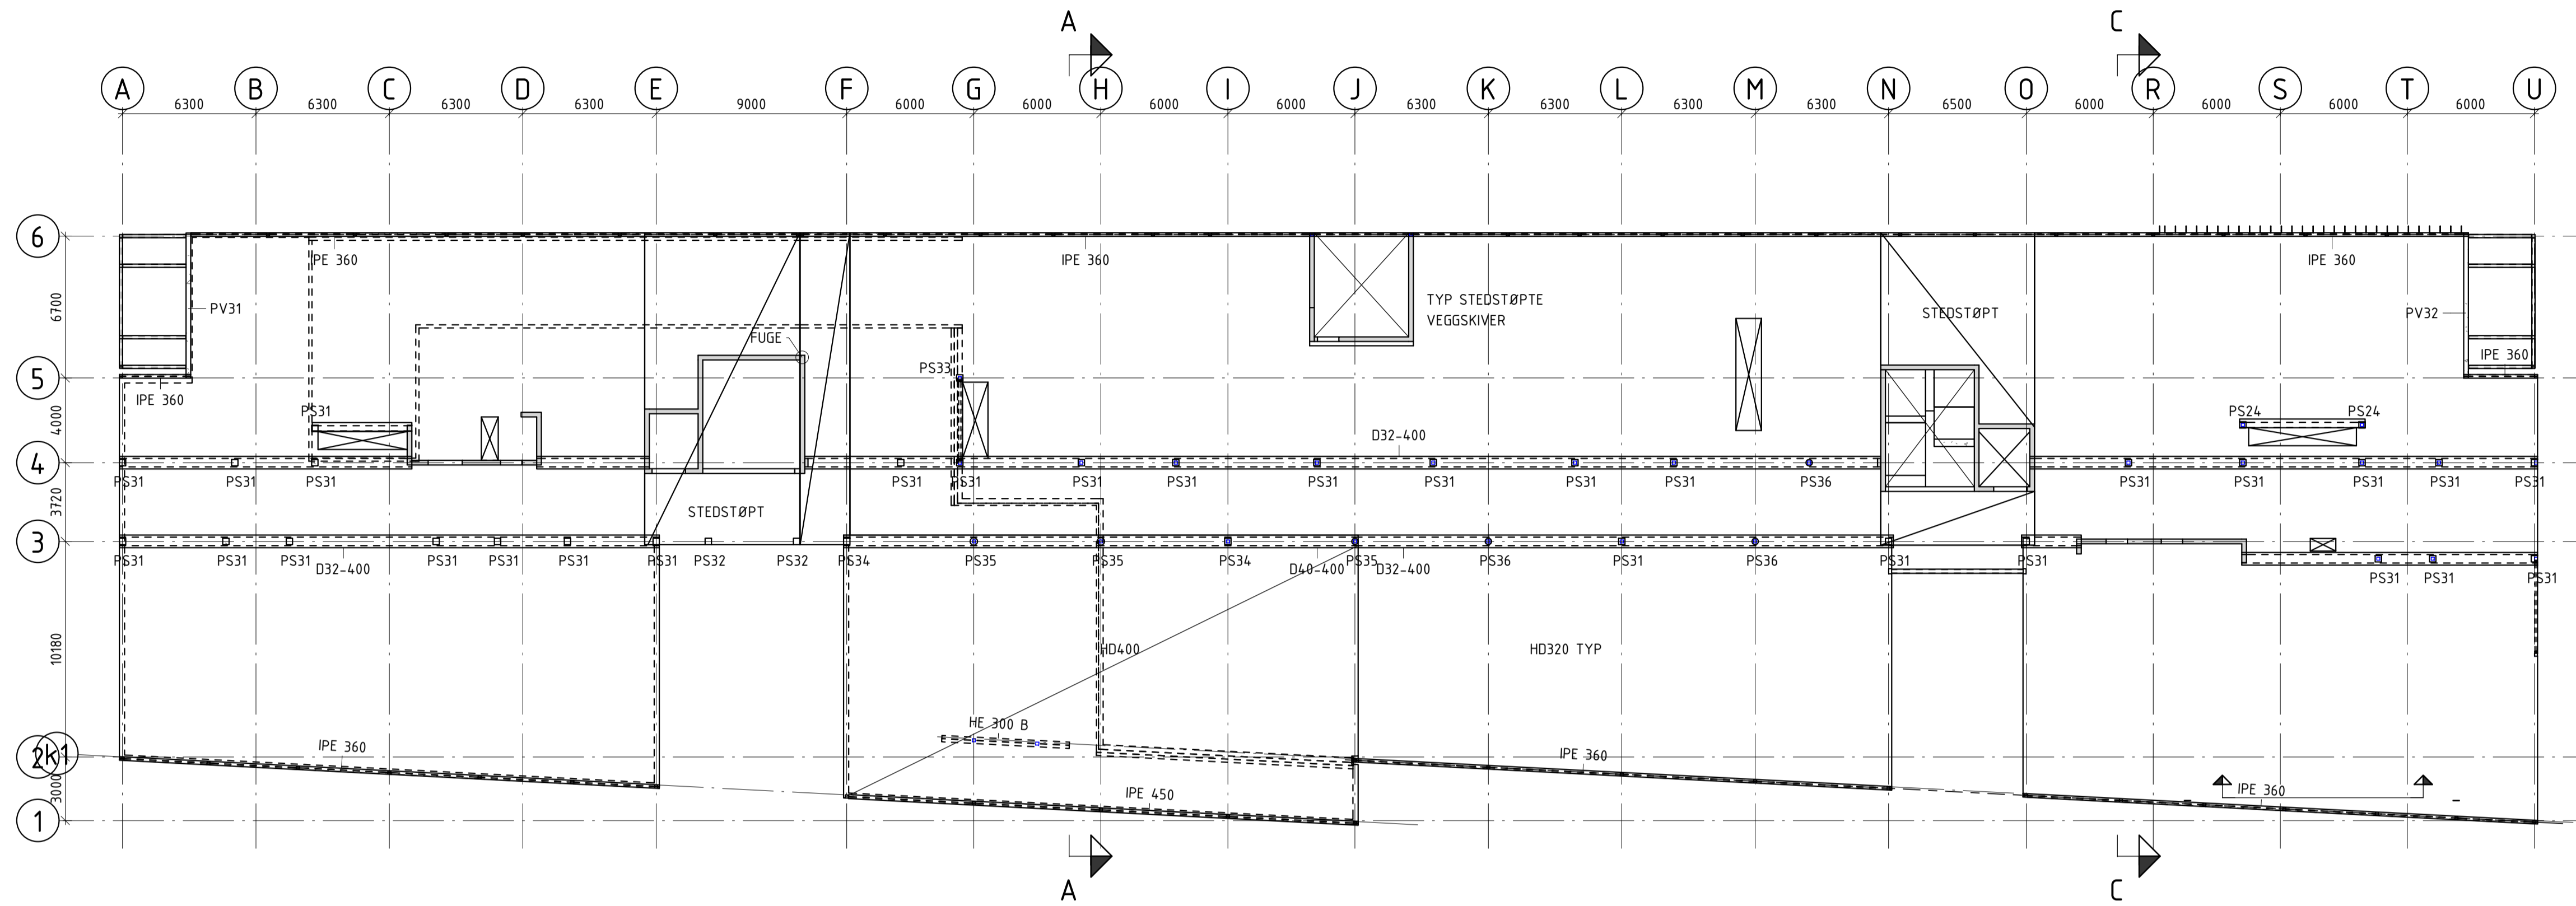 A C
A B C D E F G H I J K L M N O R S T U
6300 6300 6300 6300 9000 6000 6000 6000 6000 6300 6300 6300 6300 6500 6000 6000 6000 6000
6
PE 360 IPE 360 IPE 360
6700
PV31
TYP STEDSTØPTE
VEGGSKIVER
STEDSTØPT
PV32
FUGE
IPE 360
PS33
5
IPE 360
PS31
PS24 PS24
4000
D32-400
4
PS31 PS31 PS31 PS31 PS31 PS31 PS31 PS31 PS31 PS31 PS31 PS36 PS31 PS31 PS31 PS31 PS31
3720
STEDSTØPT
3
PS31 PS31 PS31 PS31 PS31 PS31 PS31 PS32 PS32 PS34 PS35 PS35 PS34 PS35 PS36 PS31 PS36 PS31 PS31
D32-400 D40-400 D32-400
PS31 PS31 PS31
10180
HD400
HD320 TYP
HE 300 B
2 k1
IPE 360
IPE 360
3000
IPE 450
IPE 360
1
A C